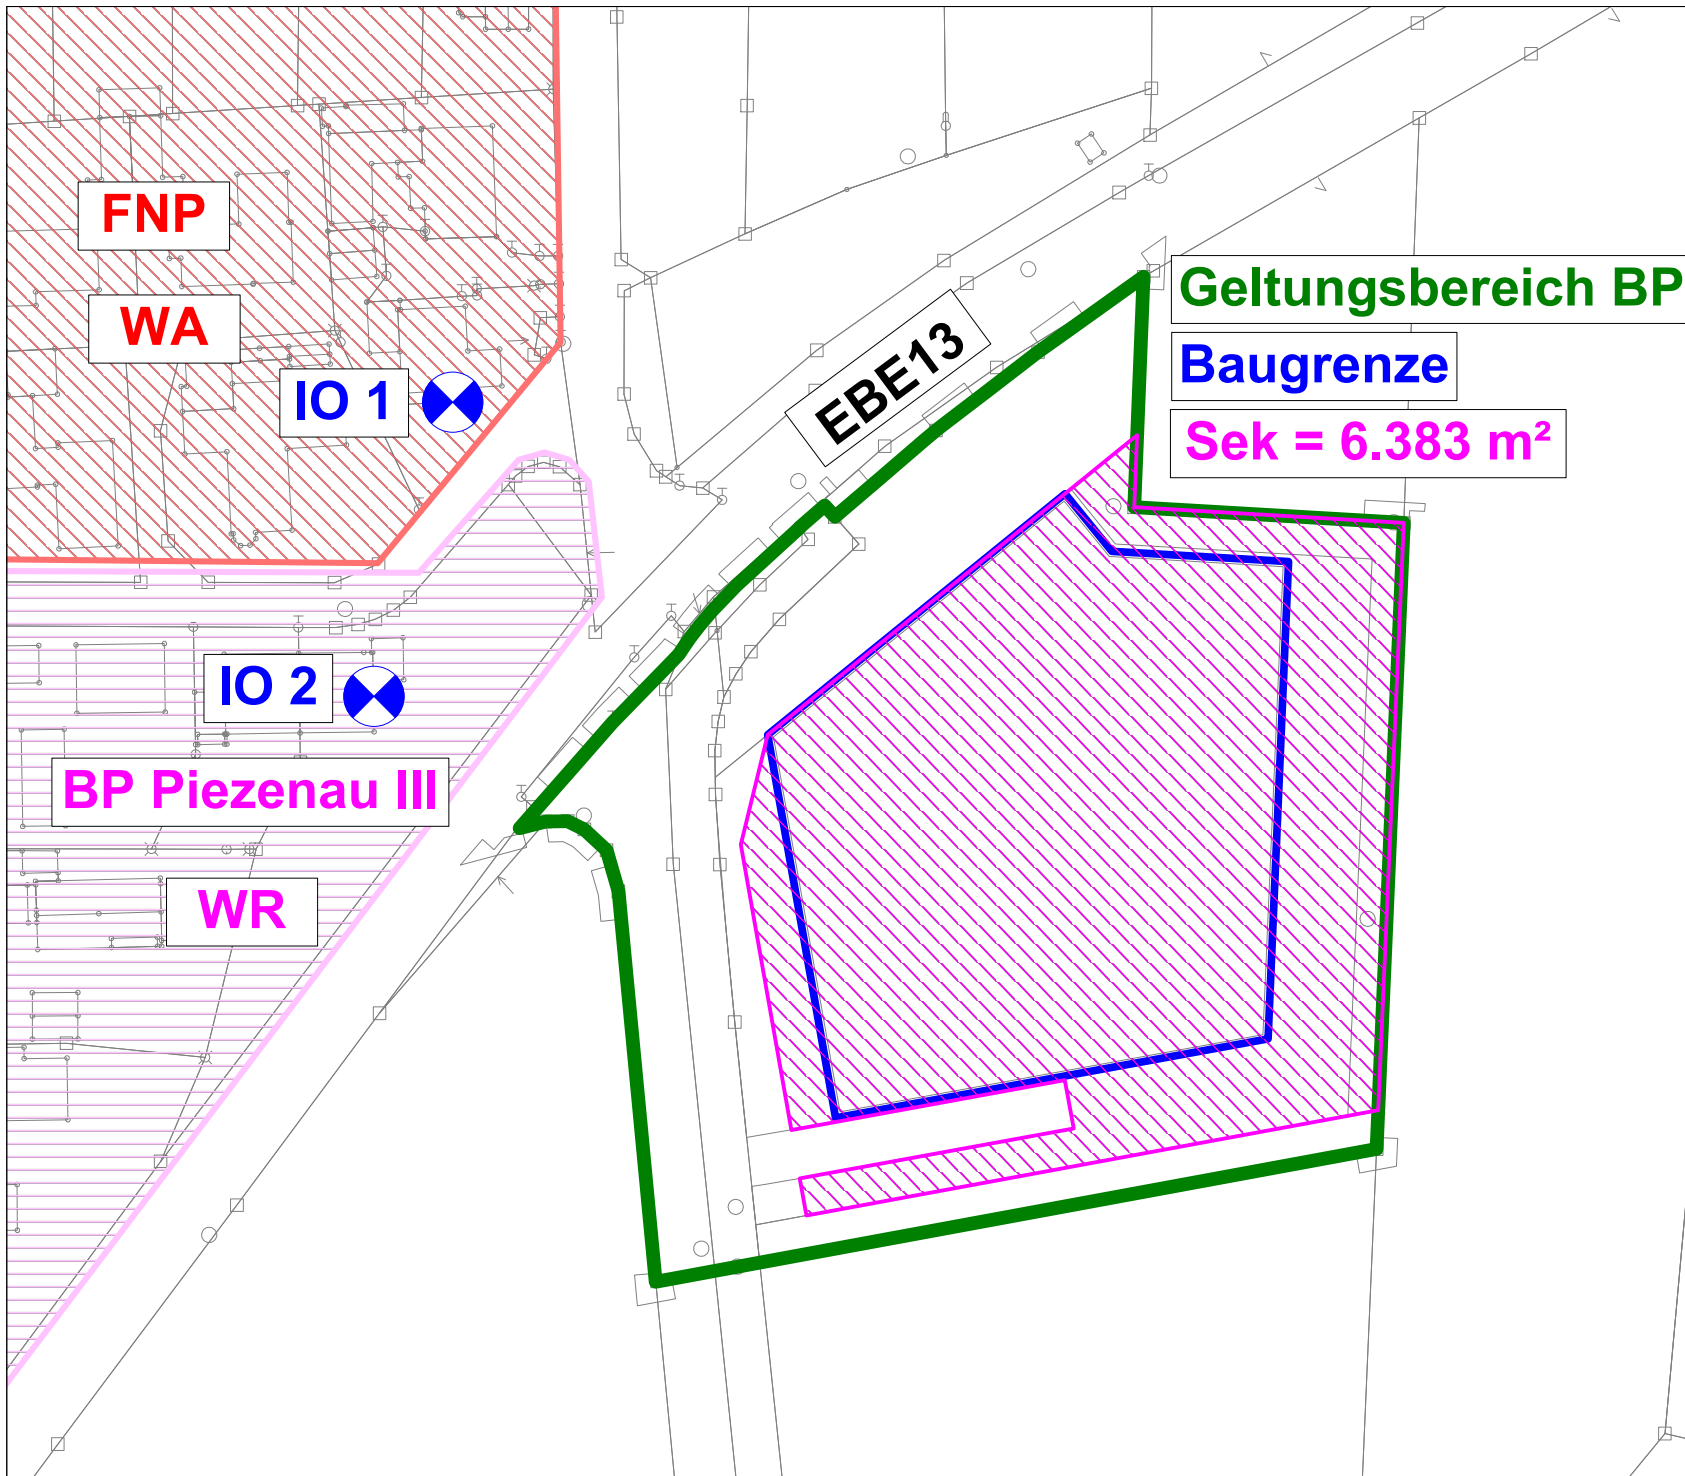 FNP
WA
IO 1
EBE13
Geltungsbereich BP
Baugrenze
Sek = 6.383 m²
IO 2
BP Piezenau III
WR